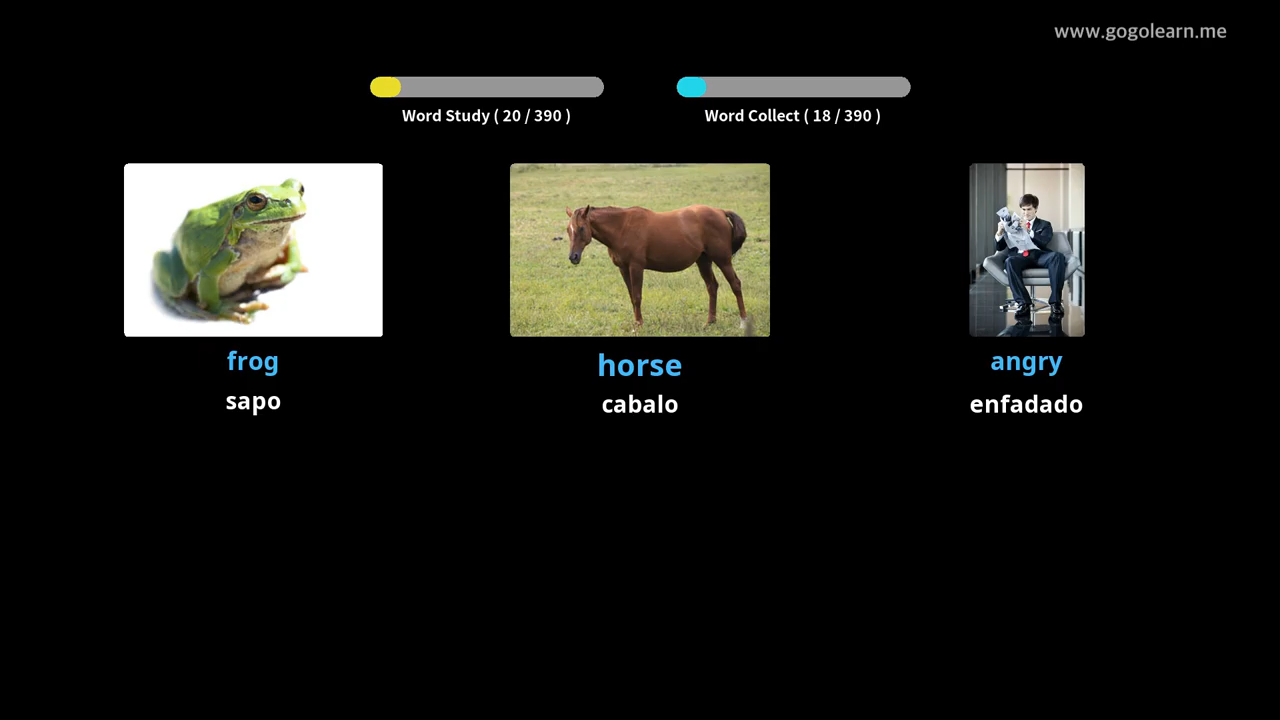 www.gogolearn.me
Word Study ( 20 / 390 )
Word Collect ( 18 / 390 )
frog
horse
angry
sapo
cabalo
enfadado